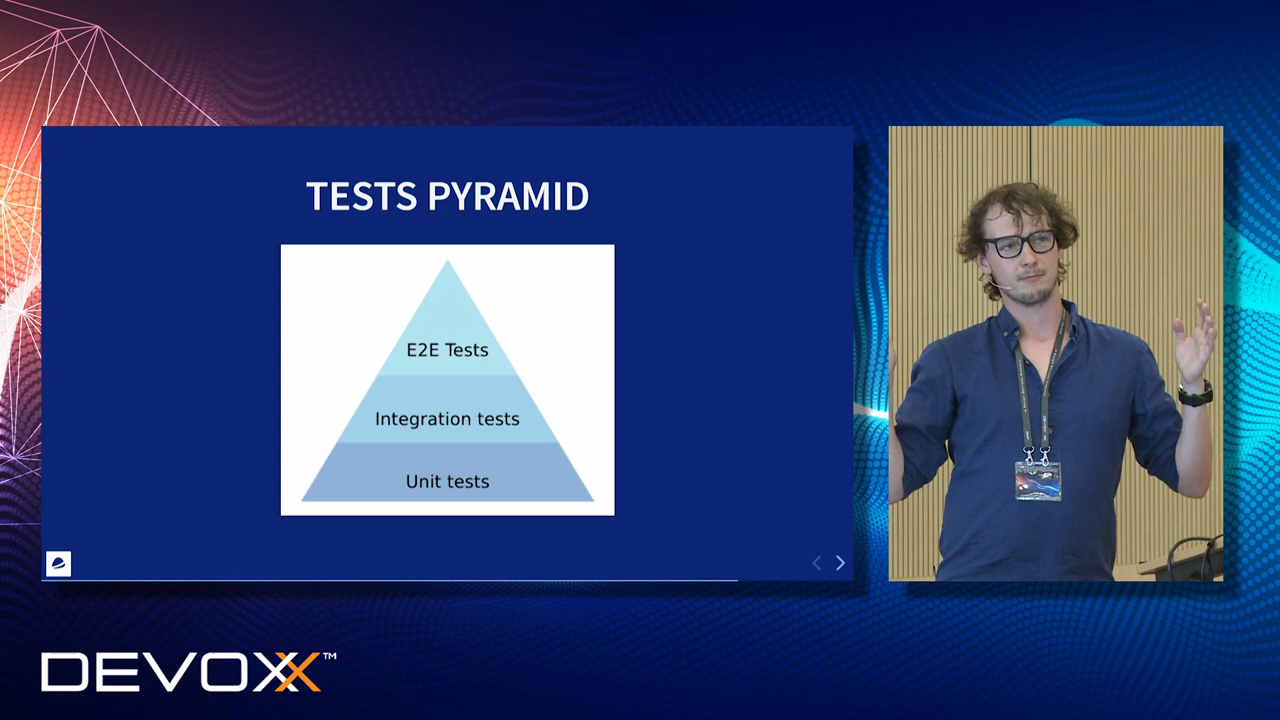 TESTS PYRAMID
E2E Tests
Integration tests
Unit tests
DEVOXX™